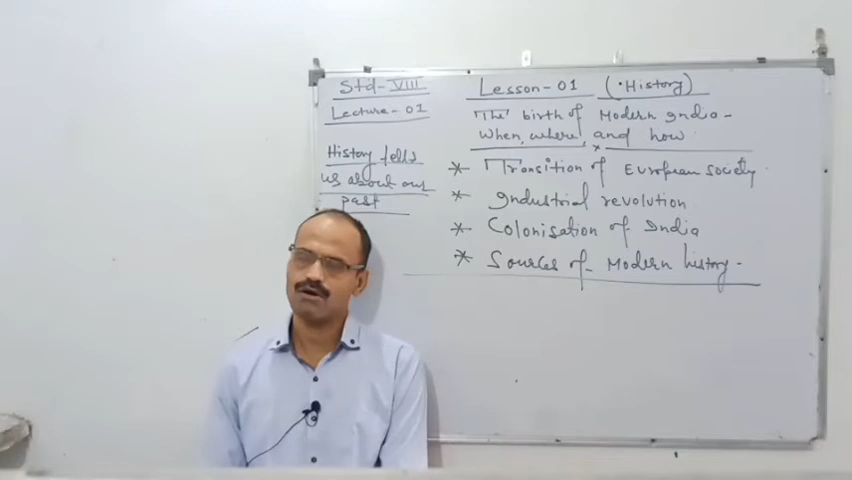 Std - VIII
Lecture - 01
History tells
us about our
past
Lesson - 01 (• History)
The birth of Modern India -
When, where, and how
* Transition of European society.
* Industrial revolution
* Colonisation of India
* Sources of Modern history -